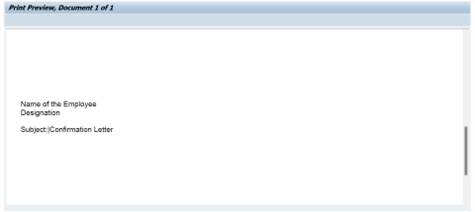 Print Preview, Document 1 of 1
Name of the Employee
Designation
Subject:|Confirmation Letter